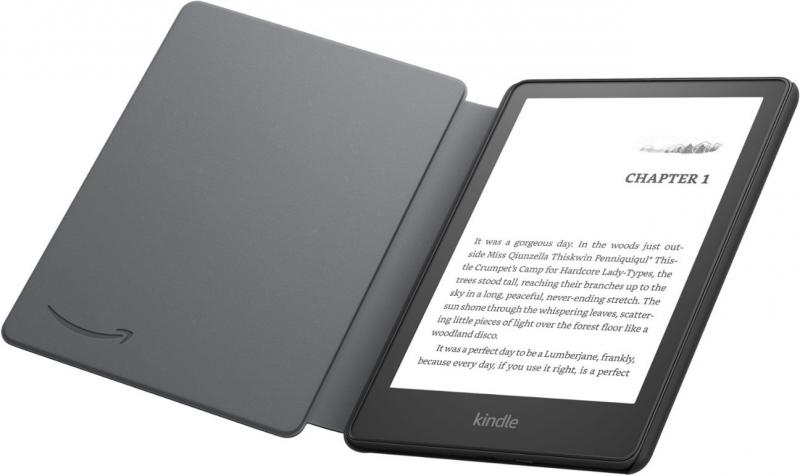 CHAPTER 1
It was a gorgeous day. In the woods just out-
side Miss Qiunzella Thiskwin Penniquiqul* This-
tle Crumpet's Camp for Hardcore Lady-Types, the
trees stood tall, reaching their branches up to the
sky in a long, peaceful, never-ending stretch. The
sun shone through the whispering leaves, scatter-
ing little pieces of light over the forest floor like a
woodland disco.
It was a perfect day to be a Lumberjane, frankly,
because every day, if you use it right, is a perfect
kindle